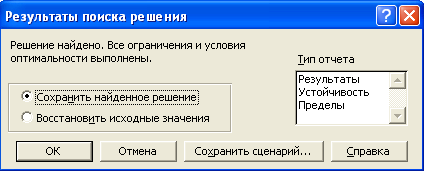 Результаты поиска решения
Решение найдено. Все ограничения и условия
оптимальности выполнены.
Тип отчета
Результаты
Устойчивость
Пределы
Сохранить найденное решение
Восстановить исходные значения
ОК
Отмена
Сохранить сценарий...
Справка